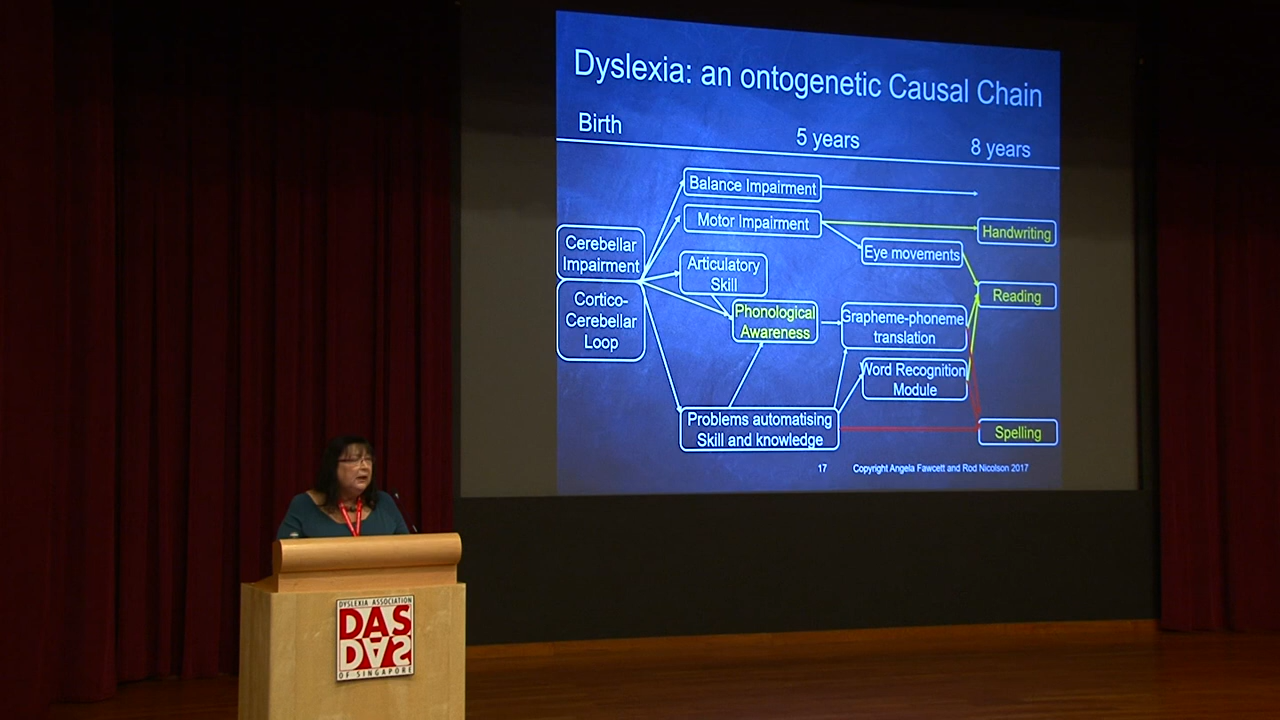 Dyslexia: an ontogenetic Causal Chain
Birth
5 years
8 years
Balance Impairment
Motor Impairment
Handwriting
Cerebellar
Impairment
Eye movements
Articulatory
Skill
Reading
Cortico-
Cerebellar
Loop
Phonological
Awareness
Grapheme-phoneme
translation
Word Recognition
Module
Problems automatising
Skill and knowledge
Spelling
17
Copyright Angela Fawcett and Rod Nicolson 2017
DYSLEXIA ASSOCIATION
DAS
DAS
OF SINGAPORE